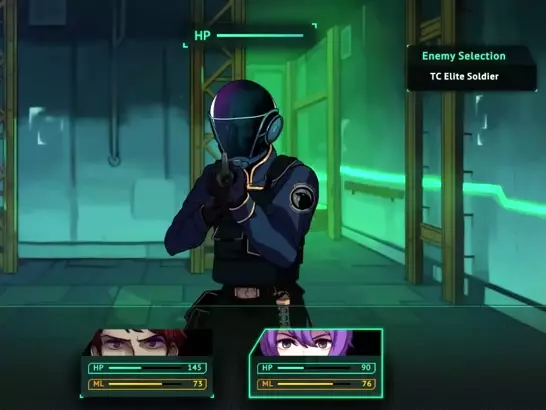 HP
Enemy Selection
TC Elite Soldier
HP 145
ML 73
HP 90
ML 76